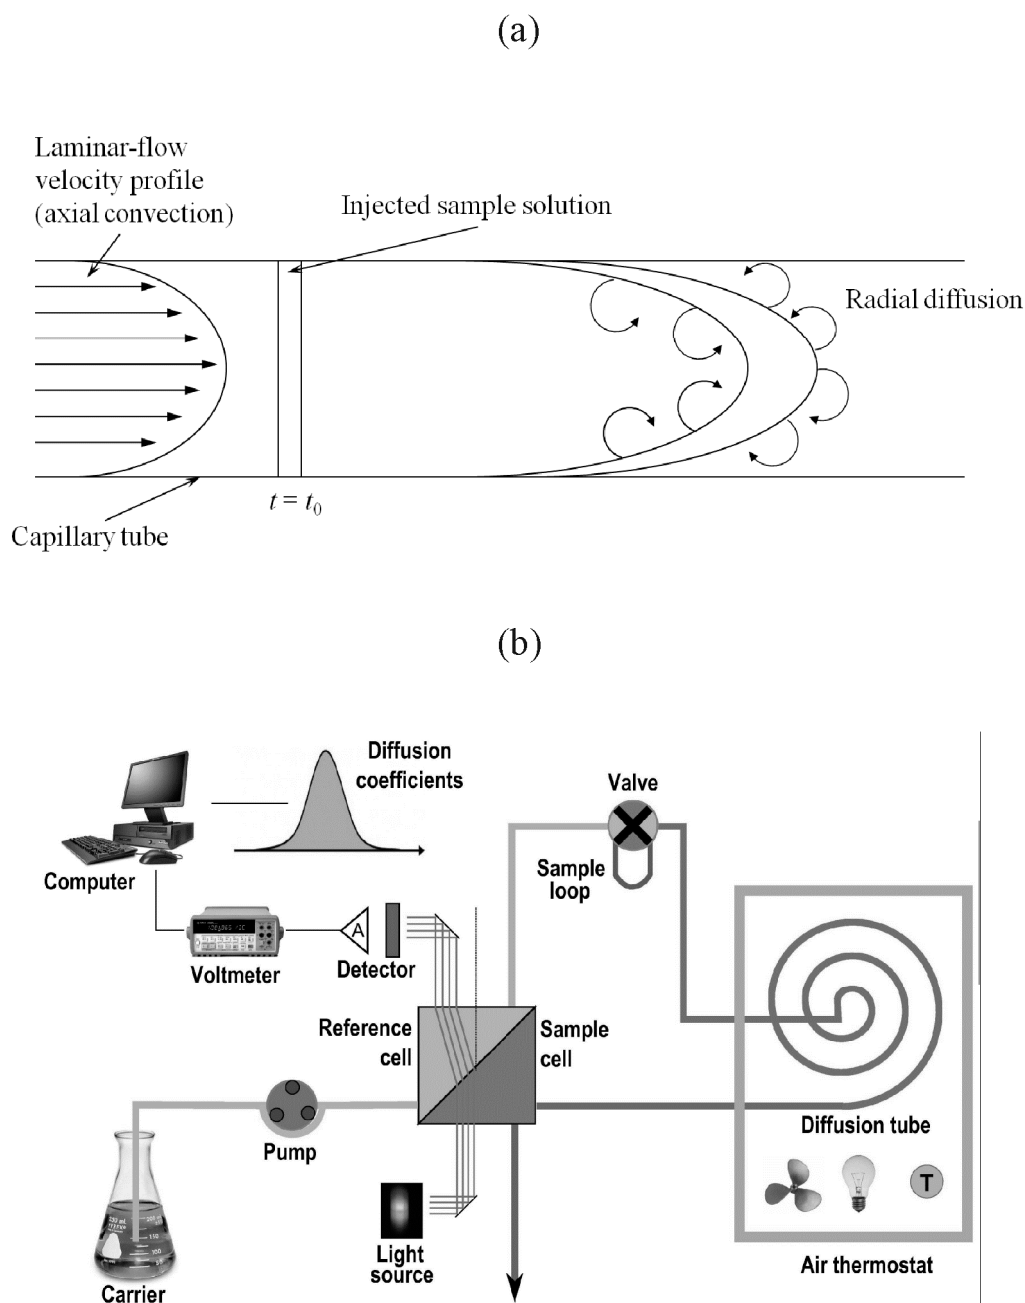 (a)
Laminar-flow
velocity profile
(axial convection)
Injected sample solution
Radial diffusion
t = t0
Capillary tube
(b)
Diffusion
coefficients
Valve
Sample
loop
Computer
A
Voltmeter
Detector
Reference
cell
Sample
cell
Pump
Diffusion tube
T
Light
source
Air thermostat
Carrier